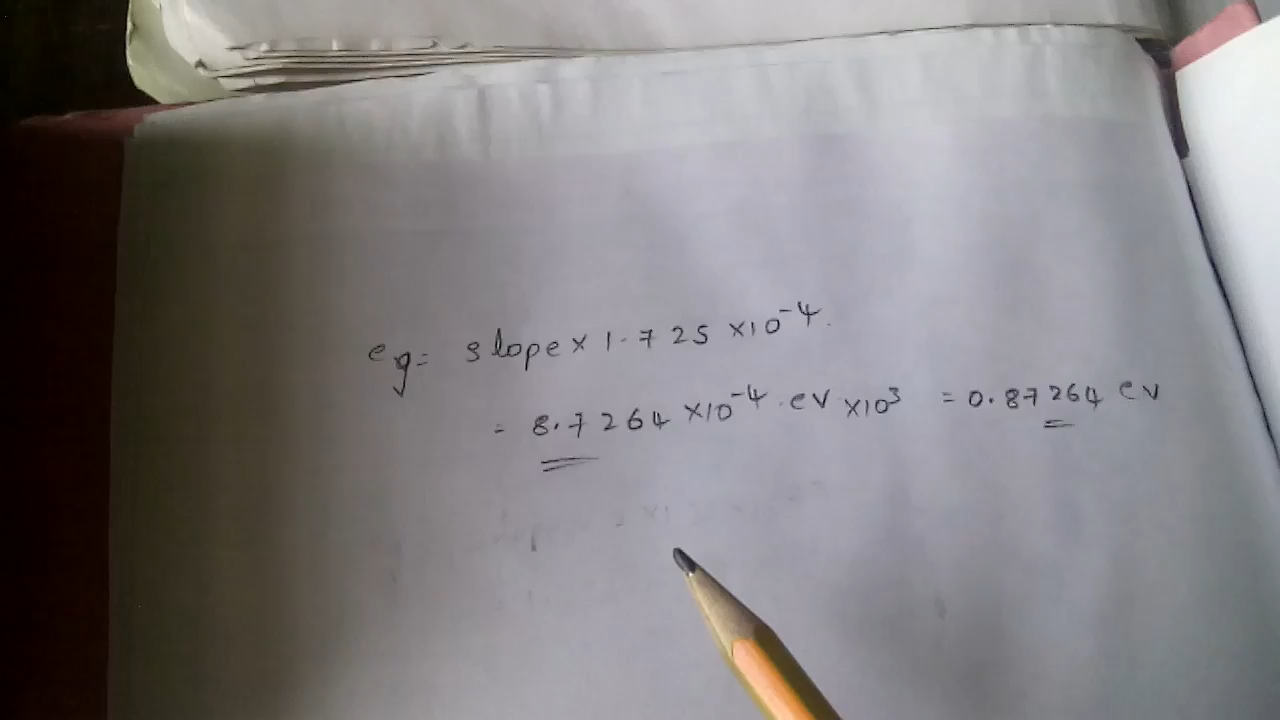 eg= slope × 1.725 ×10⁻⁴.
= 8.7264 ×10⁻⁴ ev ×10³ = 0.87264 ev